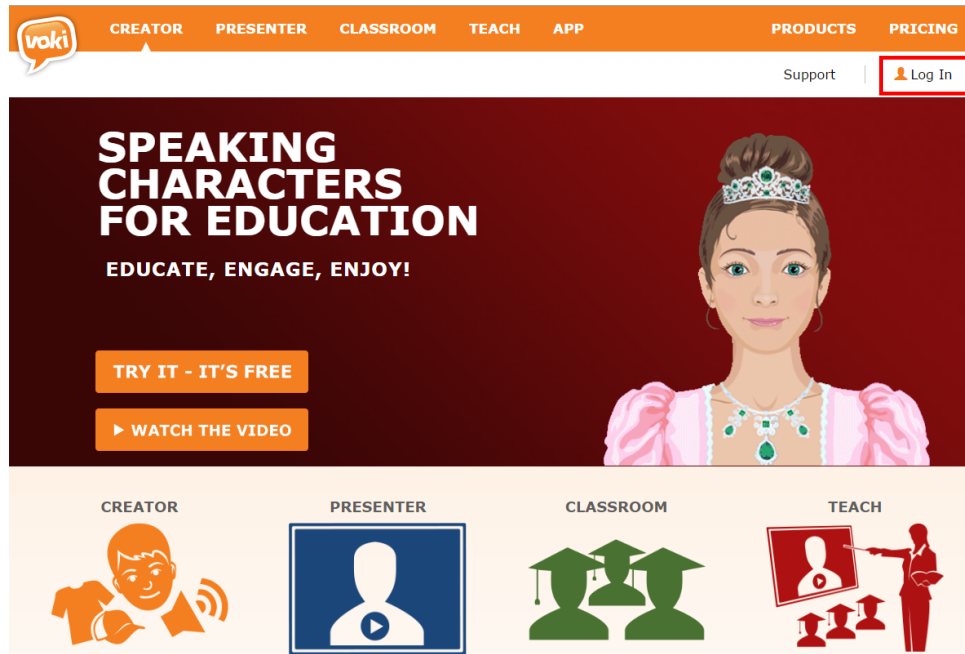 voki
CREATOR PRESENTER CLASSROOM TEACH APP PRODUCTS PRICING
Support Log In
SPEAKING
CHARACTERS
FOR EDUCATION
EDUCATE, ENGAGE, ENJOY!
TRY IT - IT'S FREE
WATCH THE VIDEO
CREATOR PRESENTER CLASSROOM TEACH